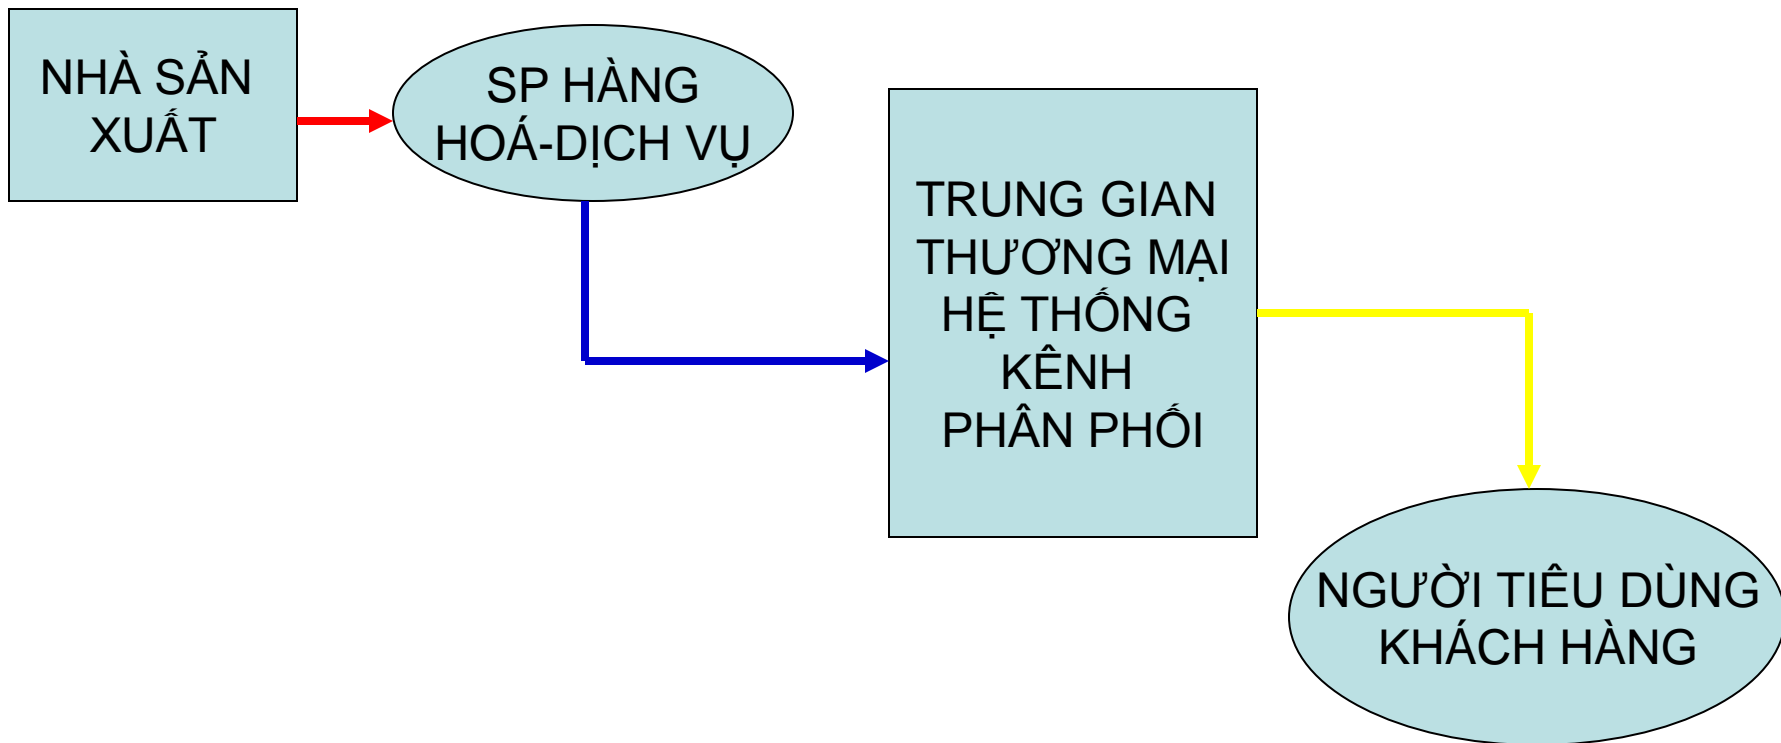 NHÀ SẢN
XUẤT
SP HÀNG
HOÁ-DỊCH VỤ
TRUNG GIAN
THƯƠNG MẠI
HỆ THỐNG
KÊNH
PHÂN PHỐI
NGƯỜI TIÊU DÙNG
KHÁCH HÀNG